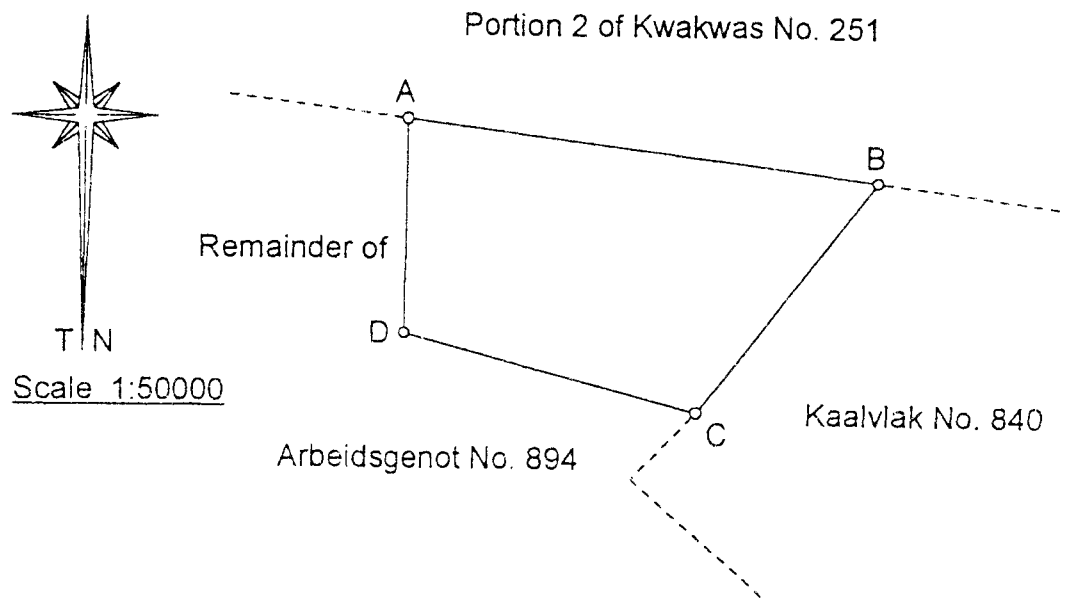 Portion 2 of Kwakwas No. 251
A
B
Remainder of
D
T N
Scale 1:50000
C
Kaalvlak No. 840
Arbeidsgenot No. 894